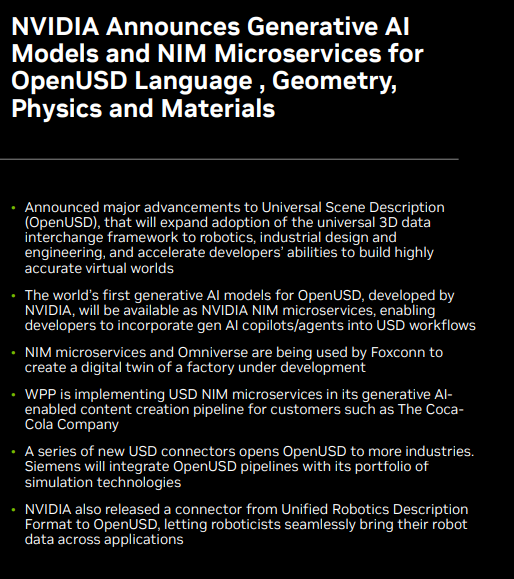 NVIDIA Announces Generative AI
Models and NIM Microservices for
OpenUSD Language , Geometry,
Physics and Materials
• Announced major advancements to Universal Scene Description
(OpenUSD), that will expand adoption of the universal 3D data
interchange framework to robotics, industrial design and
engineering, and accelerate developers’ abilities to build highly
accurate virtual worlds
• The world’s first generative AI models for OpenUSD, developed by
NVIDIA, will be available as NVIDIA NIM microservices, enabling
developers to incorporate gen AI copilots/agents into USD workflows
• NIM microservices and Omniverse are being used by Foxconn to
create a digital twin of a factory under development
• WPP is implementing USD NIM microservices in its generative AI-
enabled content creation pipeline for customers such as The Coca-
Cola Company
• A series of new USD connectors opens OpenUSD to more industries.
Siemens will integrate OpenUSD pipelines with its portfolio of
simulation technologies
• NVIDIA also released a connector from Unified Robotics Description
Format to OpenUSD, letting roboticists seamlessly bring their robot
data across applications